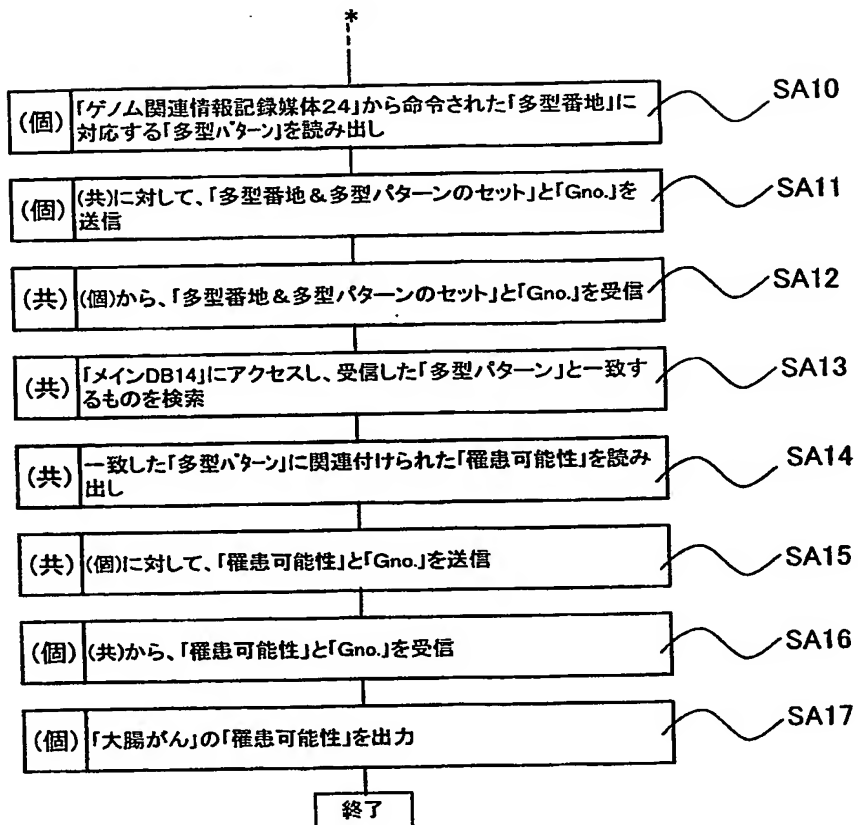 *
(個) 「ゲノム関連情報記録媒体24」から命令された「多型番地」に
対応する「多型パターン」を読み出し
SA10
(個) (共)に対して、「多型番地&多型パターンのセット」と「Gno.」を
送信
SA11
(共) (個)から、「多型番地&多型パターンのセット」と「Gno.」を受信
SA12
(共) 「メインDB14」にアクセスし、受信した「多型パターン」と一致す
るものを検索
SA13
(共) 一致した「多型パターン」に関連付けられた「罹患可能性」を読み
出し
SA14
(共) (個)に対して、「罹患可能性」と「Gno.」を送信
SA15
(個) (共)から、「罹患可能性」と「Gno.」を受信
SA16
(個) 「大腸がん」の「罹患可能性」を出力
SA17
終了